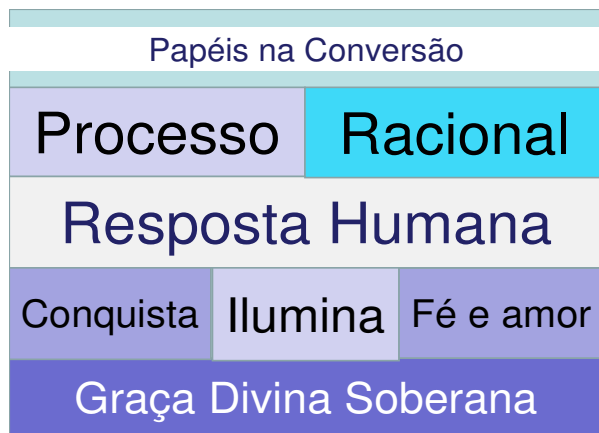 Papéis na Conversão
Processo Racional
Resposta Humana
Conquista Ilumina Fé e amor
Graça Divina Soberana